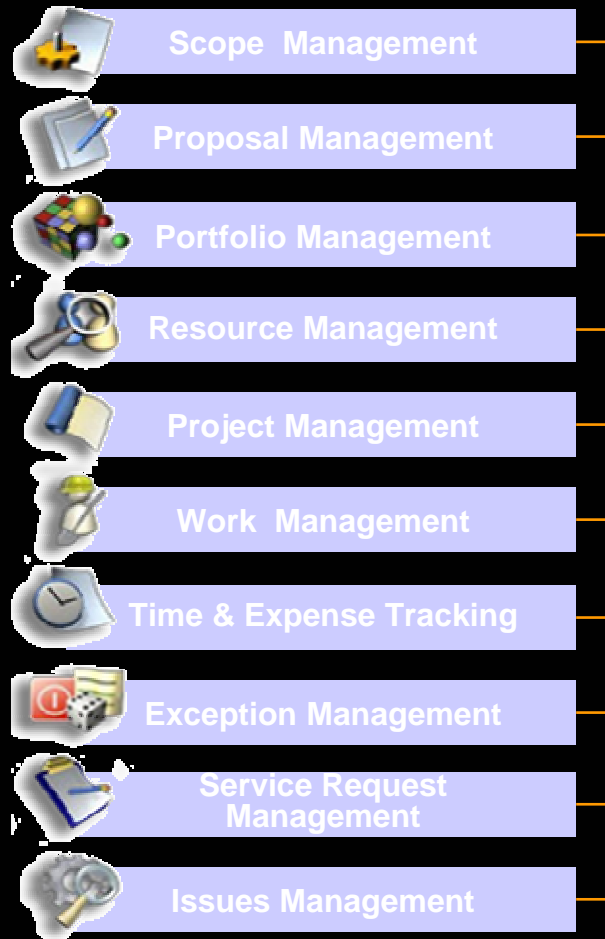 Scope Management
Proposal Management
Portfolio Management
Resource Management
Project Management
Work Management
Time & Expense Tracking
Exception Management
Service Request
Management
Issues Management